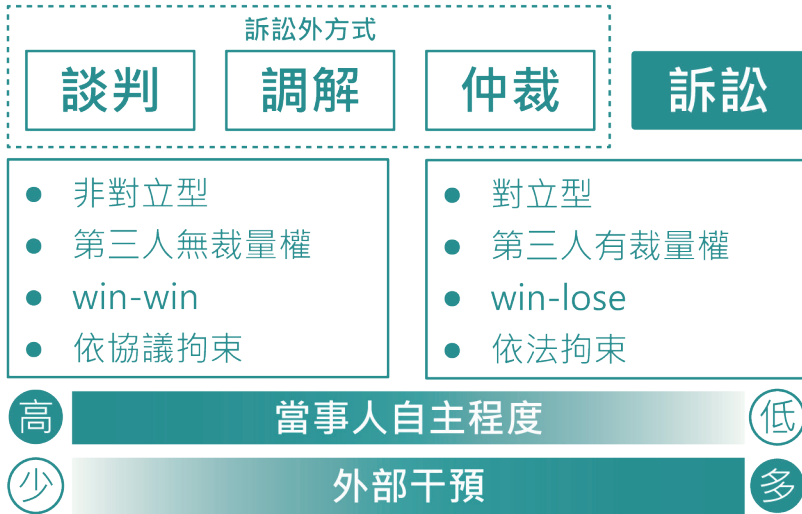 訴訟外方式
談判
調解
仲裁
訴訟
● 非對立型
● 第三人無裁量權
● win-win
● 依協議拘束
● 對立型
● 第三人有裁量權
● win-lose
● 依法拘束
高
當事人自主程度
低
少
外部干預
多